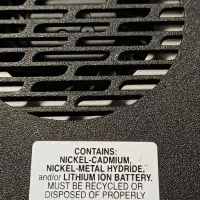 CONTAINS:
NICKEL-CADMIUM,
NICKEL-METAL HYDRIDE,
and/or LITHIUM ION BATTERY.
MUST BE RECYCLED OR
DISPOSED OF PROPERLY